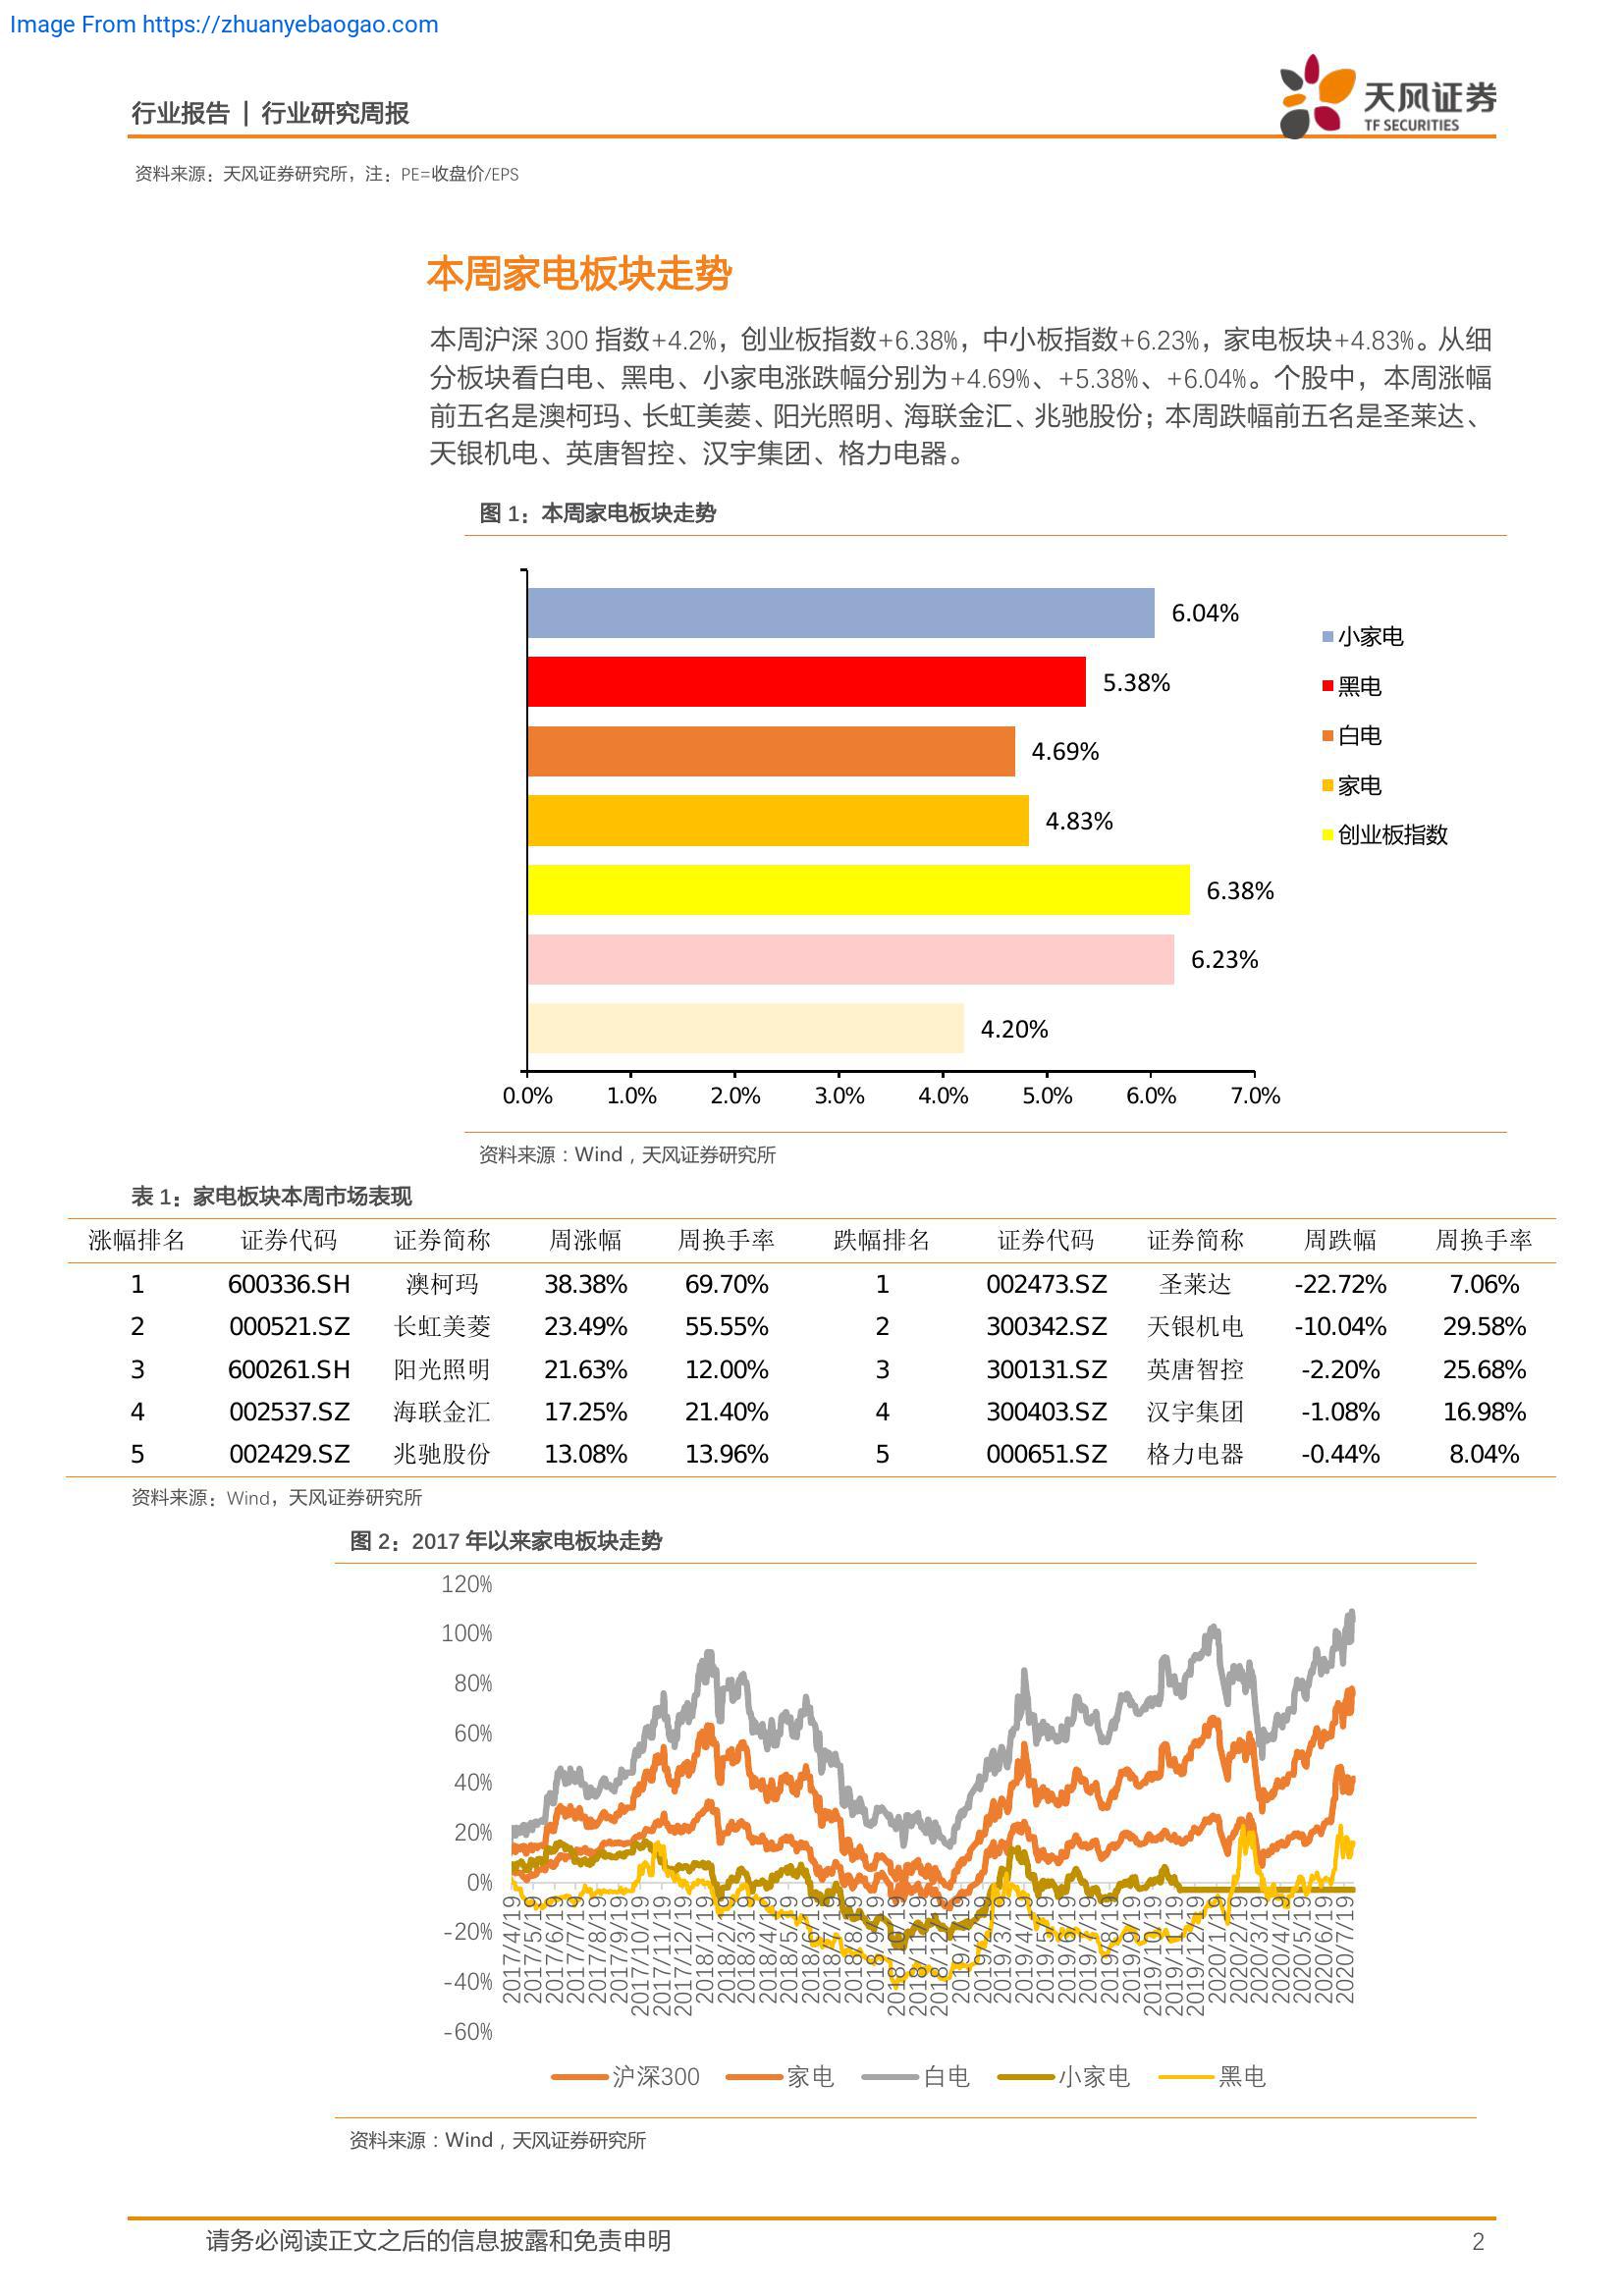 Image From https://zhuanyebaogao.com
行业报告 | 行业研究周报
天风证券
TF SECURITIES
资料来源：天风证券研究所，注：PE=收盘价/EPS
本周家电板块走势
本周沪深 300 指数+4.2%，创业板指数+6.38%，中小板指数+6.23%，家电板块+4.83%。从细
分板块看白电、黑电、小家电涨跌幅分别为+4.69%、+5.38%、+6.04%。个股中，本周涨幅
前五名是澳柯玛、长虹美菱、阳光照明、海联金汇、兆驰股份；本周跌幅前五名是圣莱达、
天银机电、英唐智控、汉宇集团、格力电器。
图 1：本周家电板块走势
6.04%
5.38%
4.69%
4.83%
6.38%
6.23%
4.20%
0.0% 1.0% 2.0% 3.0% 4.0% 5.0% 6.0% 7.0%
小家电
黑电
白电
家电
创业板指数
资料来源：Wind，天风证券研究所
表 1：家电板块本周市场表现
涨幅排名 证券代码 证券简称 周涨幅 周换手率 跌幅排名 证券代码 证券简称 周跌幅 周换手率
1 600336.SH 澳柯玛 38.38% 69.70% 1 002473.SZ 圣莱达 -22.72% 7.06%
2 000521.SZ 长虹美菱 23.49% 55.55% 2 300342.SZ 天银机电 -10.04% 29.58%
3 600261.SH 阳光照明 21.63% 12.00% 3 300131.SZ 英唐智控 -2.20% 25.68%
4 002537.SZ 海联金汇 17.25% 21.40% 4 300403.SZ 汉宇集团 -1.08% 16.98%
5 002429.SZ 兆驰股份 13.08% 13.96% 5 000651.SZ 格力电器 -0.44% 8.04%
资料来源：Wind，天风证券研究所
图 2：2017 年以来家电板块走势
120%
100%
80%
60%
40%
20%
0%
-20%
-40%
-60%
2017/4/19 2017/5/19 2017/6/19 2017/7/19 2017/8/19 2017/9/19 2017/10/19 2017/11/19 2017/12/19 2018/1/19 2018/2/19 2018/3/19 2018/4/19 2018/5/19 2018/6/19 2018/7/19 2018/8/19 2018/9/19 2018/10/19 2018/11/19 2018/12/19 2019/1/19 2019/2/19 2019/3/19 2019/4/19 2019/5/19 2019/6/19 2019/7/19 2019/8/19 2019/9/19 2019/10/19 2019/11/19 2019/12/19 2020/1/19 2020/2/19 2020/3/19 2020/4/19 2020/5/19 2020/6/19 2020/7/19
沪深300 家电 白电 小家电 黑电
资料来源：Wind，天风证券研究所
请务必阅读正文之后的信息披露和免责申明 2